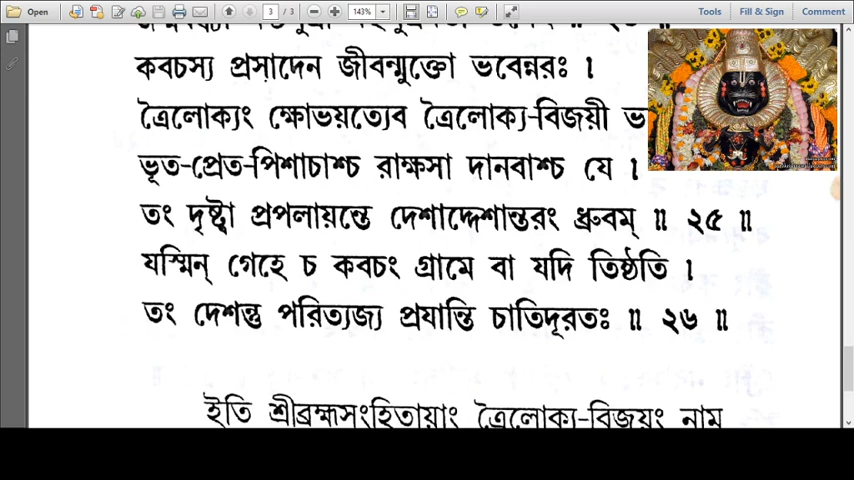 Open
3 / 3
143%
Tools
Fill & Sign
Comment
কবচস্য প্রসাদেন জীবন্মুক্তো ভবেন্নরঃ ।
ত্রৈলোক্যং ক্ষোভয়ত্যেব ত্রৈলোক্য-বিজয়ী ভ
ভূত-প্রেত-পিশাচাশ্চ রাক্ষসা দানবাশ্চ যে ।
তং দৃষ্ট্বা প্রপলায়ন্তে দেশাদ্দেশান্তরং ধ্রুবম্ ॥ ২৫ ॥
যস্মিন্ গেহে চ কবচং গ্রামে বা যদি তিষ্ঠতি ।
তং দেশন্তু পরিত্যজ্য প্রযান্তি চাতিদূরতঃ ॥ ২৬ ॥
ইতি শ্রীব্রহ্মসংহিতায়াং ত্রৈলোক্য-বিজয়ং নাম